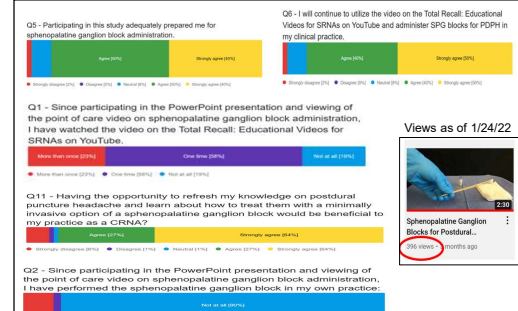 Q5 - Participating in this study adequately prepared me for
sphenopalatine ganglion block administration.
Agree [50%]
Strongly agree [40%]
Strongly disagree [2%] Disagree [0%] Neutral [8%] Agree [50%] Strongly agree [40%]
Q6 - I will continue to utilize the video on the Total Recall: Educational
Videos for SRNAs on YouTube and administer SPG blocks for PDPH in
my clinical practice.
Agree [40%]
Strongly agree [50%]
Strongly disagree [2%] Disagree [0%] Neutral [8%] Agree [40%] Strongly agree [50%]
Q1 - Since participating in the PowerPoint presentation and viewing of
the point of care video on sphenopalatine ganglion block administration,
I have watched the video on the Total Recall: Educational Videos for
SRNAs on YouTube.
More than once [23%]
One time [58%]
Not at all [19%]
More than once [23%] One time [58%] Not at all [19%]
Q11 - Having the opportunity to refresh my knowledge on postdural
puncture headache and learn about how to treat them with a minimally
invasive option of a sphenopalatine ganglion block would be beneficial to
my practice as a CRNA?
Agree [27%]
Strongly agree [64%]
Disagree [1%] Neutral [1%] Agree [27%] Strongly agree [64%]
Q2 - Since participating in the PowerPoint presentation and viewing of
the point of care video on sphenopalatine ganglion block administration,
I have performed the sphenopalatine ganglion block in my own practice:
Not at all
Views as of 1/24/22
2:30
Sphenopalatine Ganglion
Blocks for Postdural...
396 views • months ago